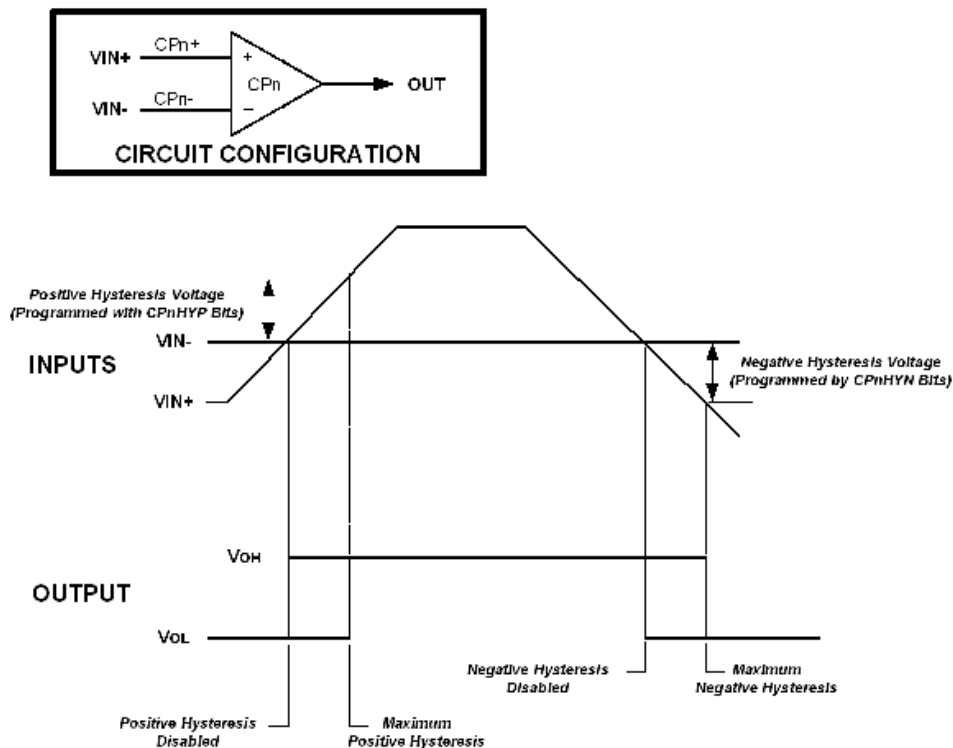 VIN+
CPn+
+
CPn
OUT
VIN-
CPn-
−
CIRCUIT CONFIGURATION
Positive Hysteresis Voltage
(Programmed with CPnHYP Bits)
VIN-
INPUTS
Negative Hysteresis Voltage
(Programmed by CPnHYN Bits)
VIN+
VOH
OUTPUT
VOL
Negative Hysteresis
Disabled
Maximum
Negative Hysteresis
Positive Hysteresis
Disabled
Maximum
Positive Hysteresis